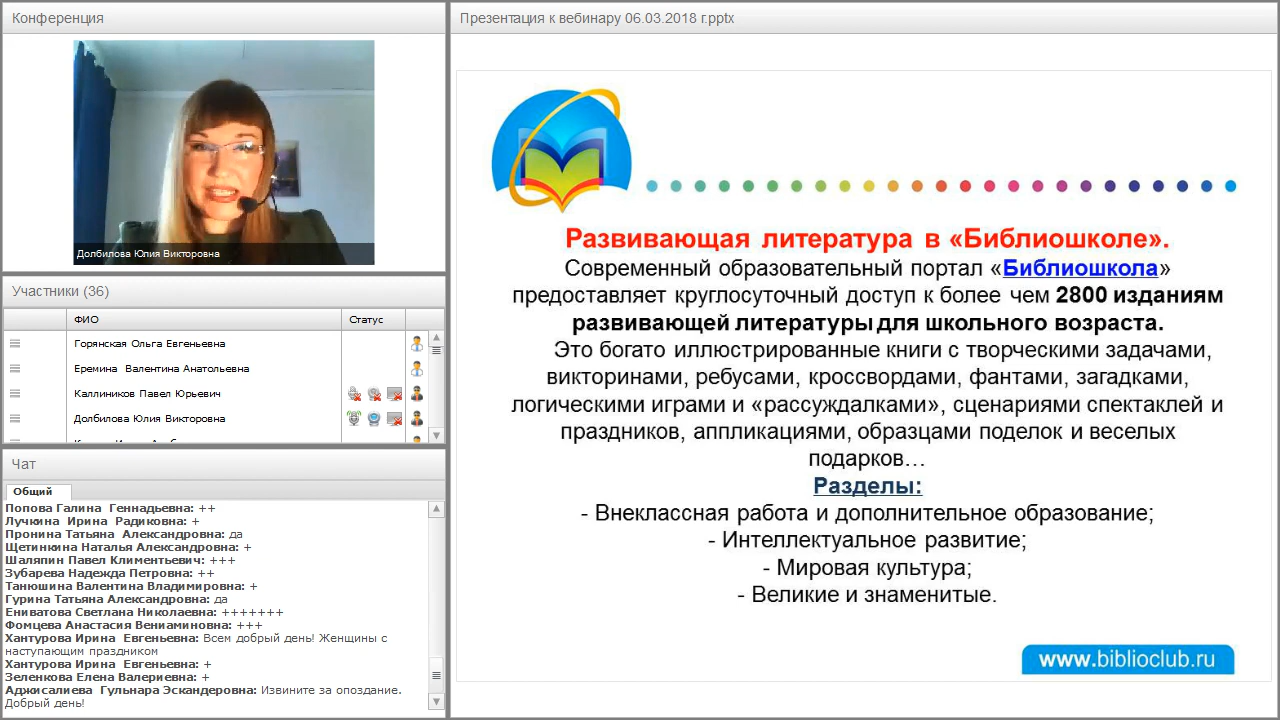 Конференция
Долбилова Юлия Викторовна
Участники (36)
ФИО Статус
Горянская Ольга Евгеньевна
Еремина Валентина Анатольевна
Каллиников Павел Юрьевич
Долбилова Юлия Викторовна
Чат
Общий
Попова Галина Геннадьевна: ++
Лучкина Ирина Радиковна: +
Пронина Татьяна Александровна: да
Щетинкина Наталья Александровна: +
Шаляпин Павел Климентьевич: +++
Зубарева Надежда Петровна: ++
Танюшина Валентина Владимировна: +
Гурина Татьяна Александровна: да
Ениватова Светлана Николаевна: +++++++
Фомцева Анастасия Вениаминовна: +++
Хантурова Ирина Евгеньевна: Всем добрый день! Женщины с
наступающим праздником
Хантурова Ирина Евгеньевна: +
Зеленкова Елена Валериевна: +
Аджисалиева Гульнара Эскандеровна: Извините за опоздание.
Добрый день!
Презентация к вебинару 06.03.2018 г.pptx
Развивающая литература в «Библиошколе».
Современный образовательный портал «Библиошкола»
предоставляет круглосуточный доступ к более чем 2800 изданиям
развивающей литературы для школьного возраста.
Это богато иллюстрированные книги с творческими задачами,
викторинами, ребусами, кроссвордами, фантами, загадками,
логическими играми и «рассуждалками», сценариями спектаклей и
праздников, аппликациями, образцами поделок и веселых
подарков…
Разделы:
- Внеклассная работа и дополнительное образование;
- Интеллектуальное развитие;
- Мировая культура;
- Великие и знаменитые.
www.biblioclub.ru